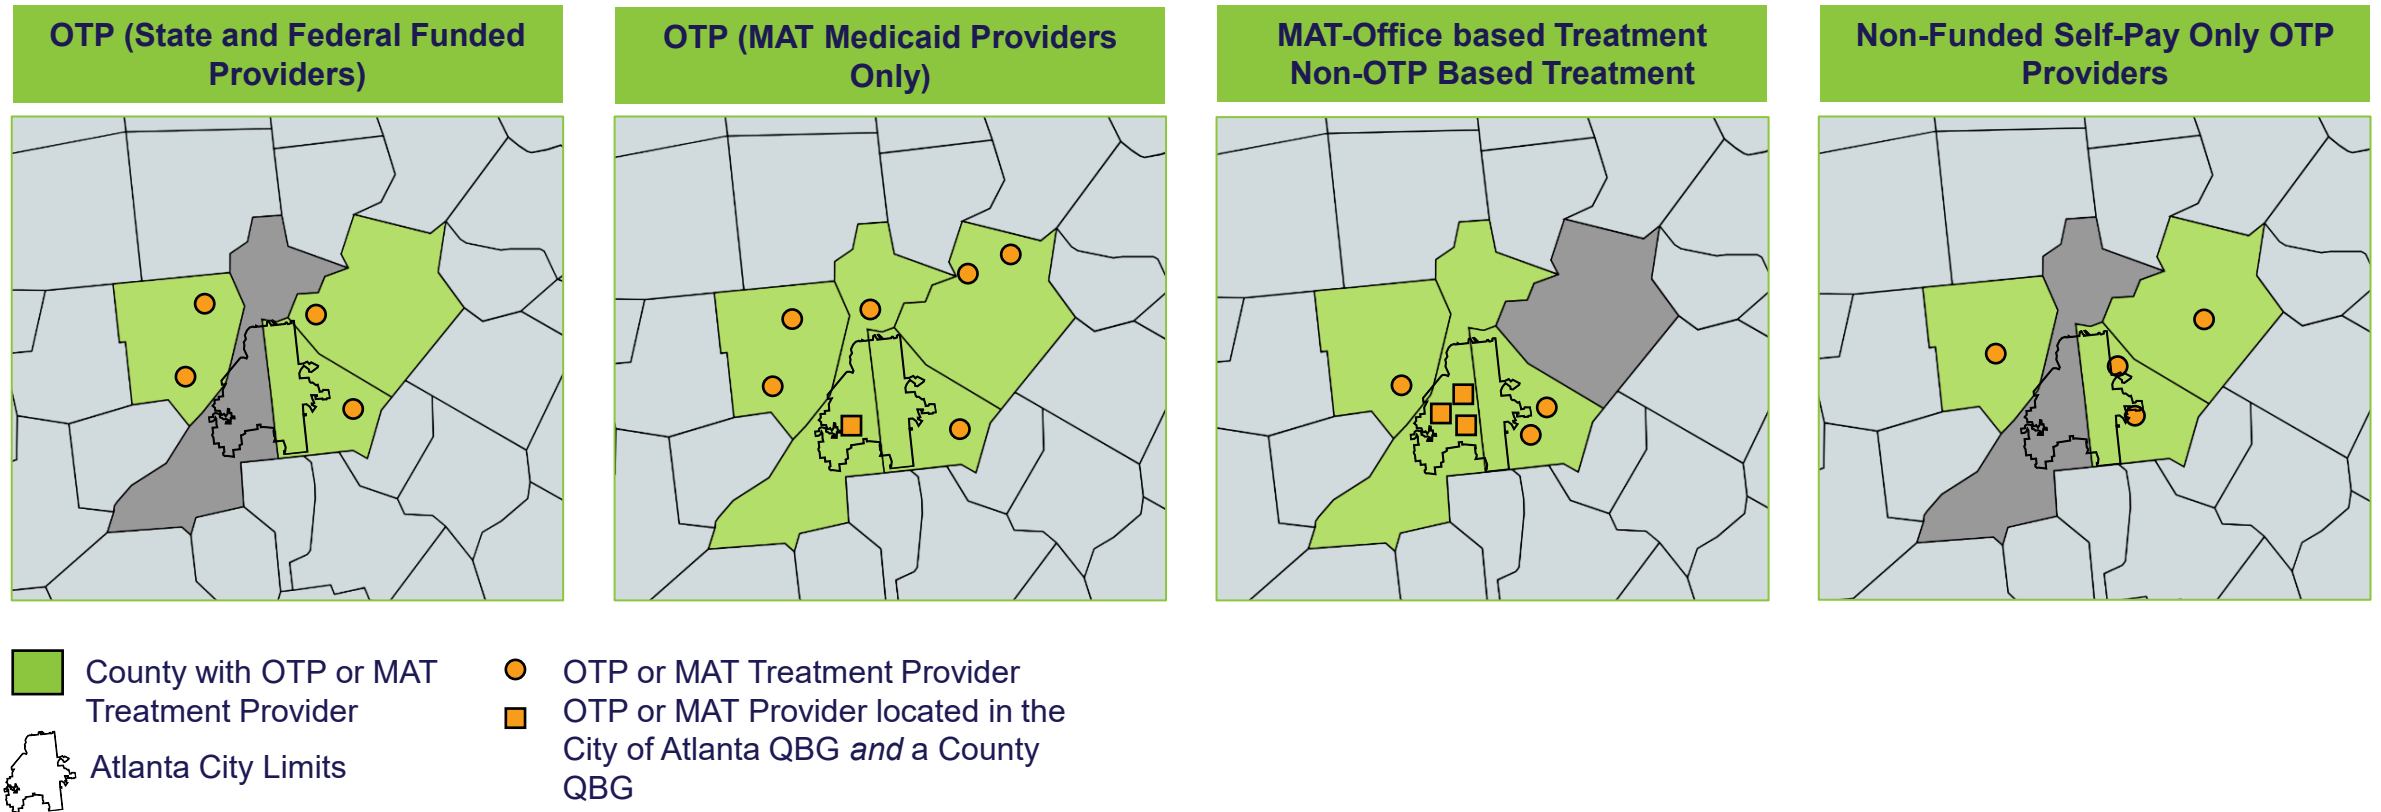 OTP (State and Federal Funded
Providers)
OTP (MAT Medicaid Providers
Only)
MAT-Office based Treatment
Non-OTP Based Treatment
Non-Funded Self-Pay Only OTP
Providers
County with OTP or MAT
Treatment Provider
Atlanta City Limits
OTP or MAT Treatment Provider
OTP or MAT Provider located in the
City of Atlanta QBG and a County
QBG